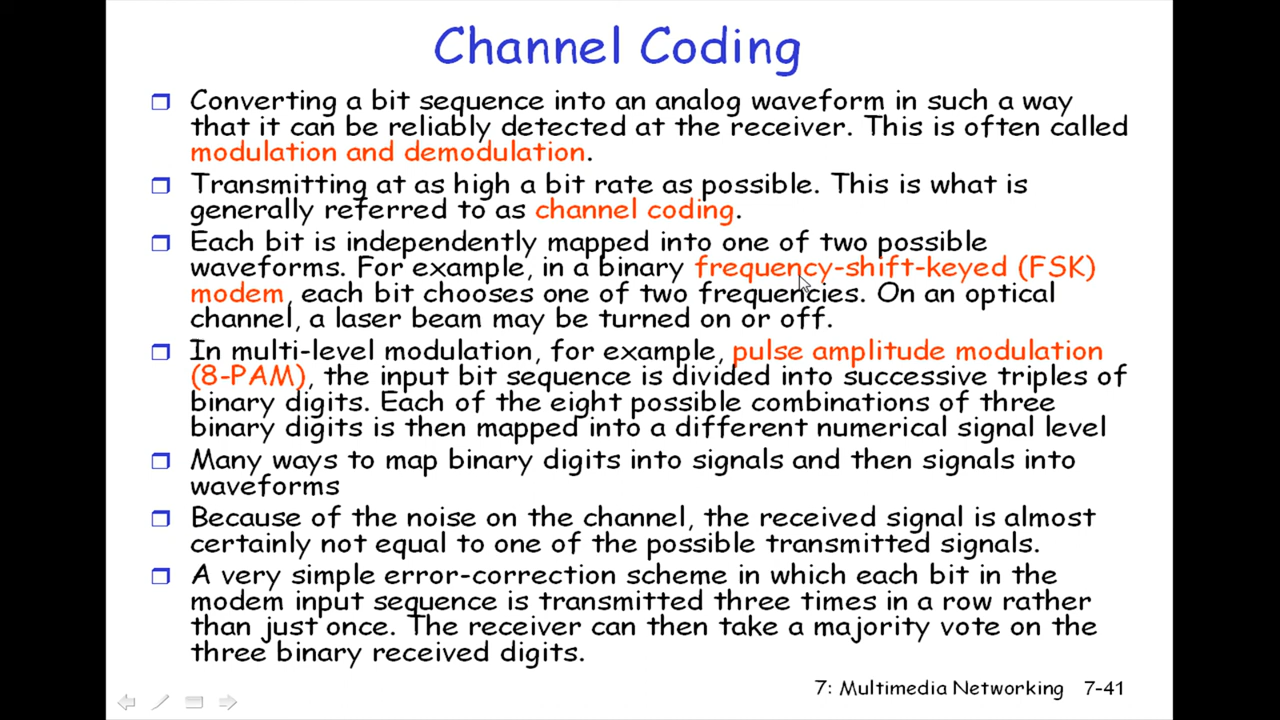 Channel Coding
Converting a bit sequence into an analog waveform in such a way
that it can be reliably detected at the receiver. This is often called
modulation and demodulation.
Transmitting at as high a bit rate as possible. This is what is
generally referred to as channel coding.
Each bit is independently mapped into one of two possible
waveforms. For example, in a binary frequency-shift-keyed (FSK)
modem, each bit chooses one of two frequencies. On an optical
channel, a laser beam may be turned on or off.
In multi-level modulation, for example, pulse amplitude modulation
(8-PAM), the input bit sequence is divided into successive triples of
binary digits. Each of the eight possible combinations of three
binary digits is then mapped into a different numerical signal level
Many ways to map binary digits into signals and then signals into
waveforms
Because of the noise on the channel, the received signal is almost
certainly not equal to one of the possible transmitted signals.
A very simple error-correction scheme in which each bit in the
modem input sequence is transmitted three times in a row rather
than just once. The receiver can then take a majority vote on the
three binary received digits.
7: Multimedia Networking 7-41